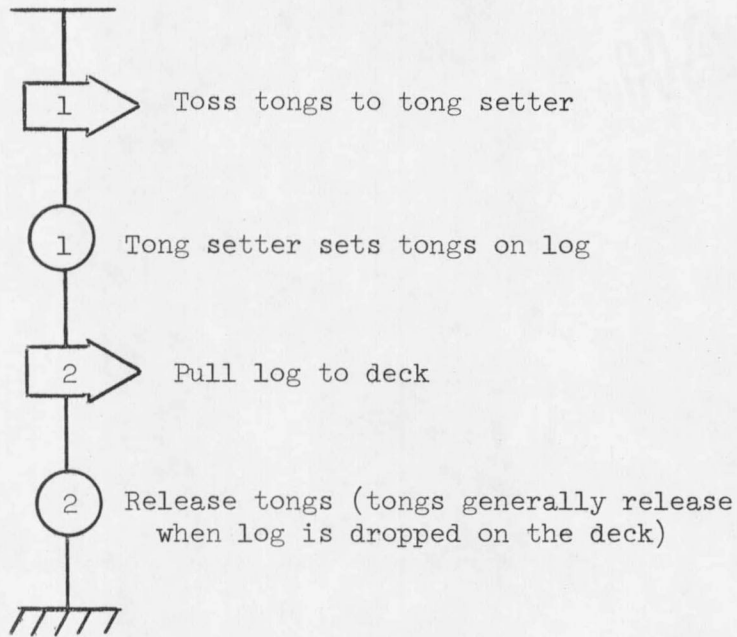 1 Toss tongs to tong setter
1 Tong setter sets tongs on log
2 Pull log to deck
2 Release tongs (tongs generally release
when log is dropped on the deck)